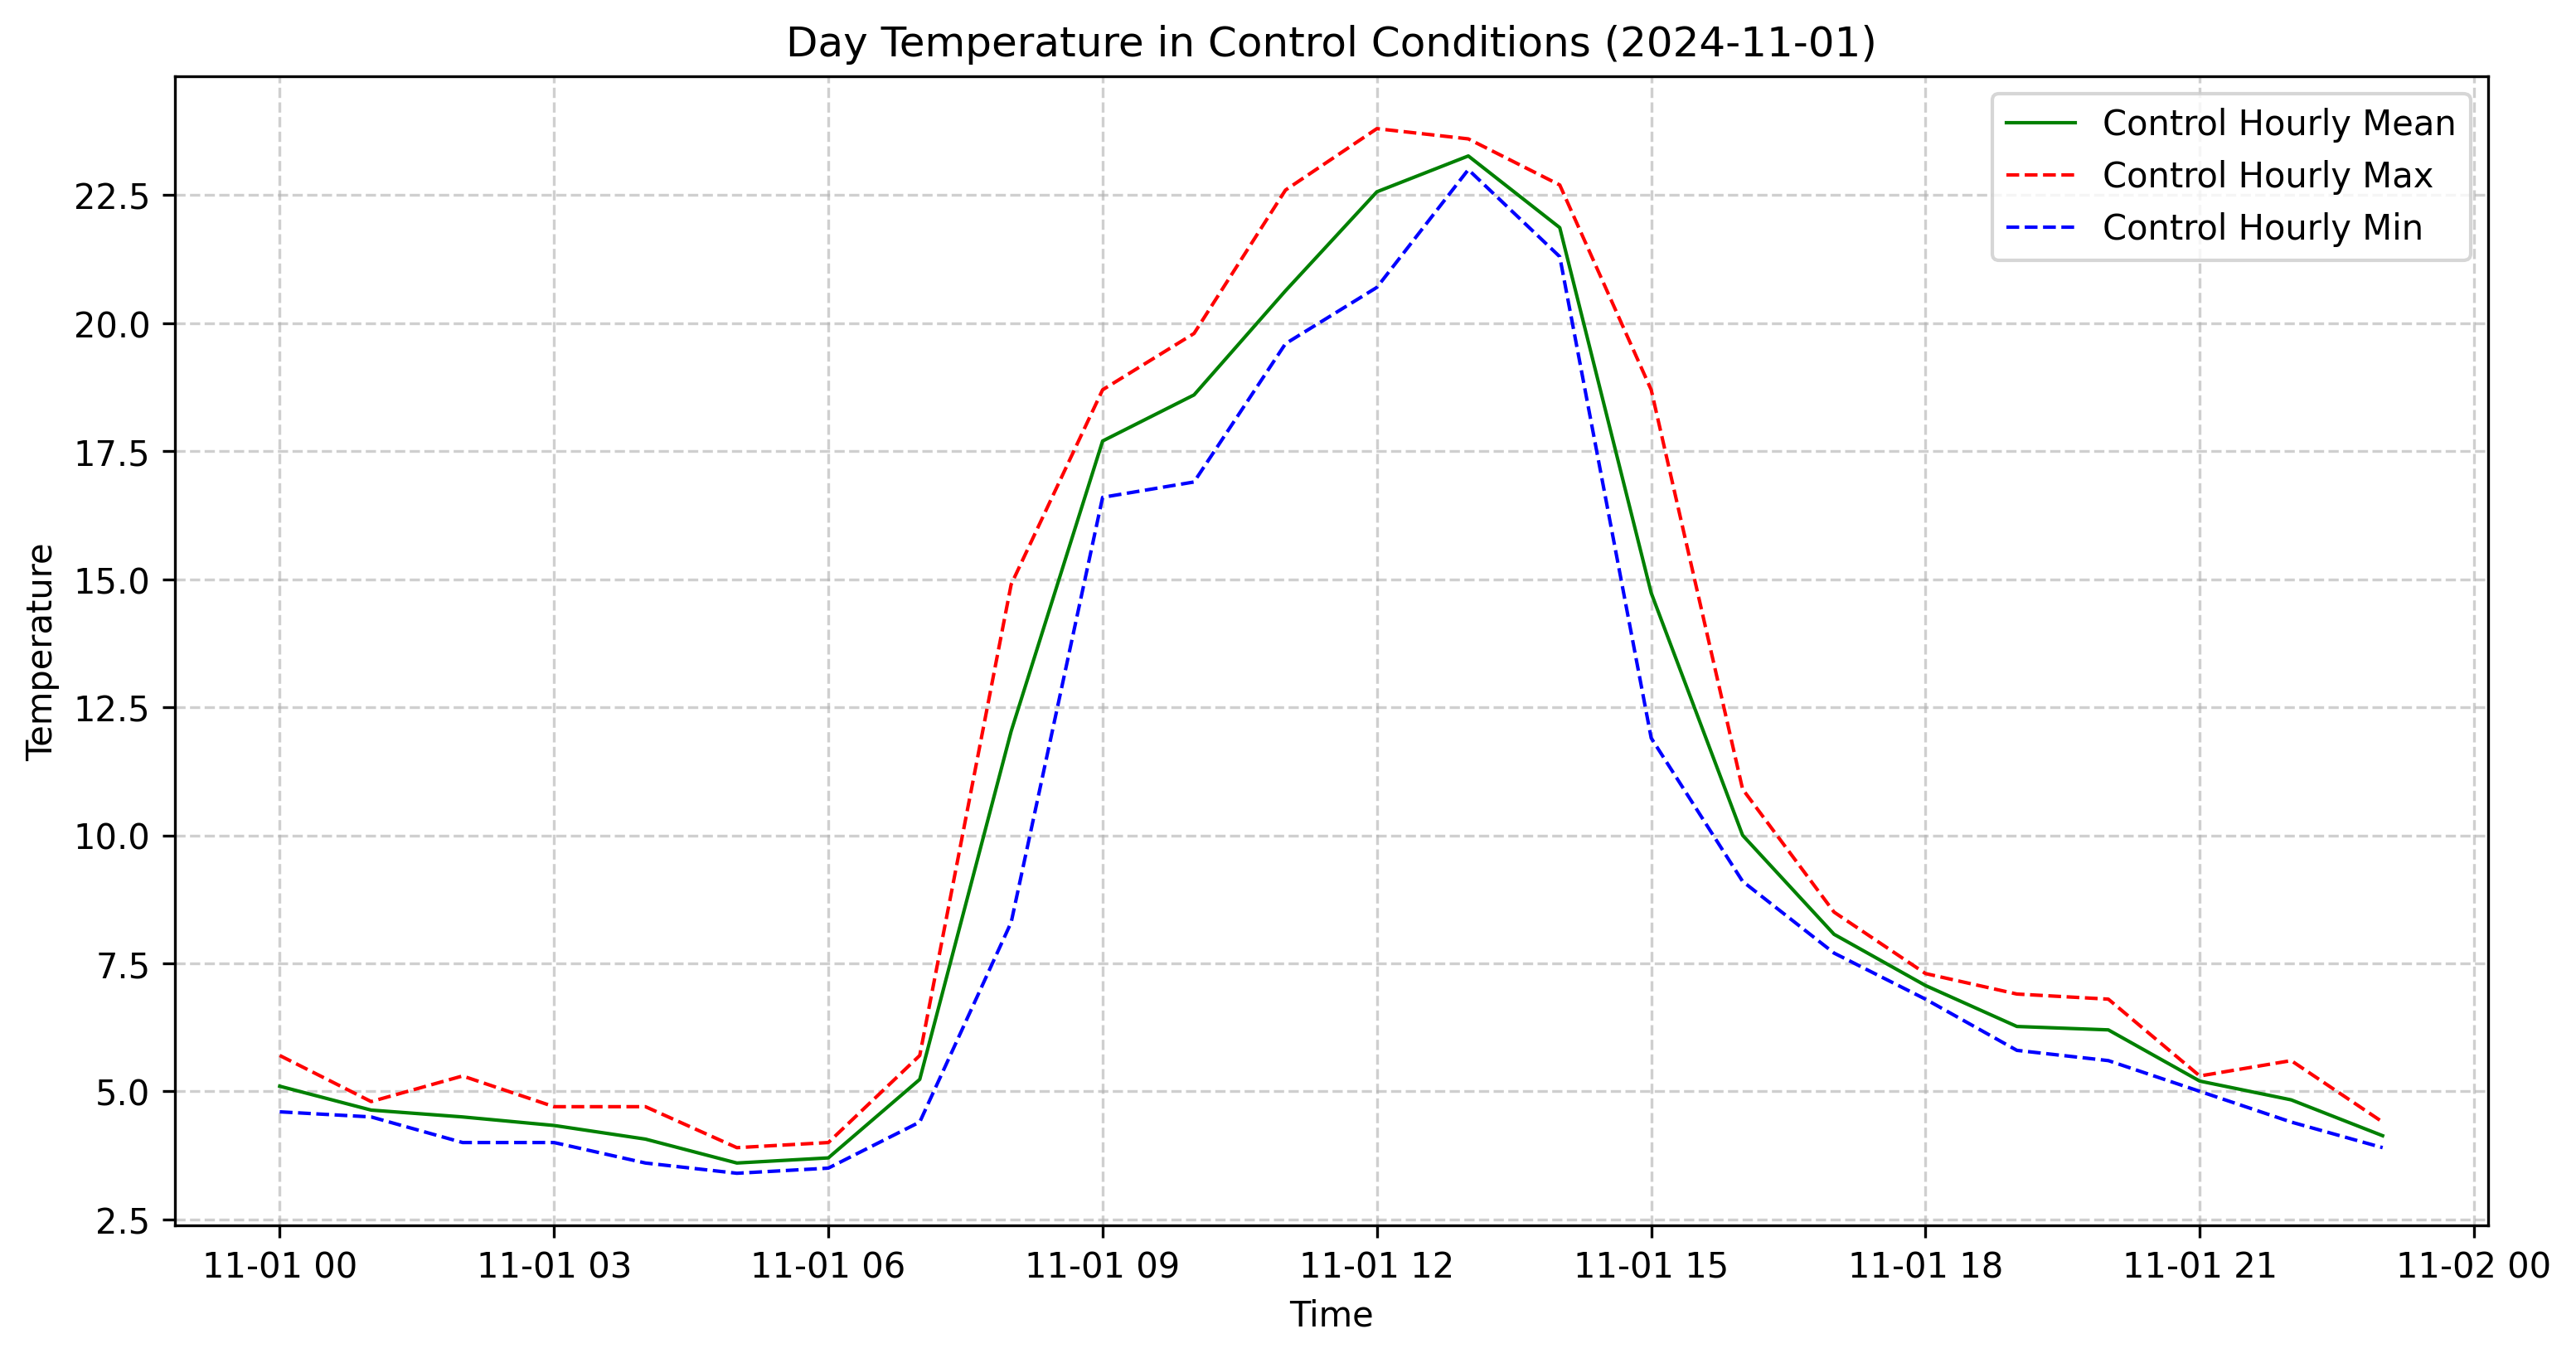 Day Temperature in Control Conditions (2024-11-01)
Control Hourly Mean
Control Hourly Max
Control Hourly Min
Temperature
22.5
20.0
17.5
15.0
12.5
10.0
7.5
5.0
2.5
11-01 00 11-01 03 11-01 06 11-01 09 11-01 12 11-01 15 11-01 18 11-01 21 11-02 00
Time